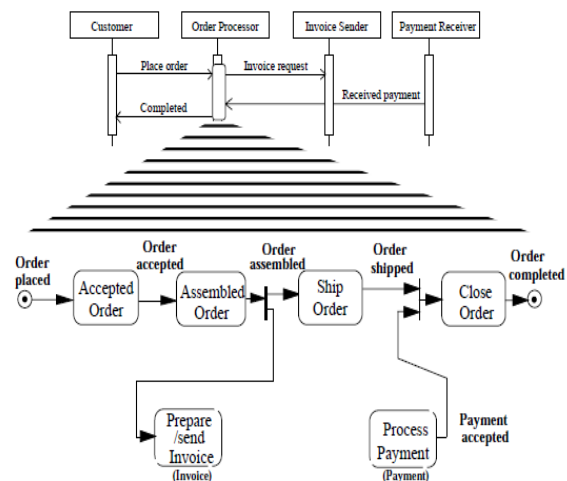 Customer
Order Processor
Invoice Sender
Payment Receiver
Place order
Invoice request
Received payment
Completed
Order
placed
Order
accepted
Order
assembled
Order
shipped
Order
completed
Accepted
Order
Assembled
Order
Ship
Order
Close
Order
Prepare
/send
Invoice
(Invoice)
Process
Payment
(Payment)
Payment
accepted